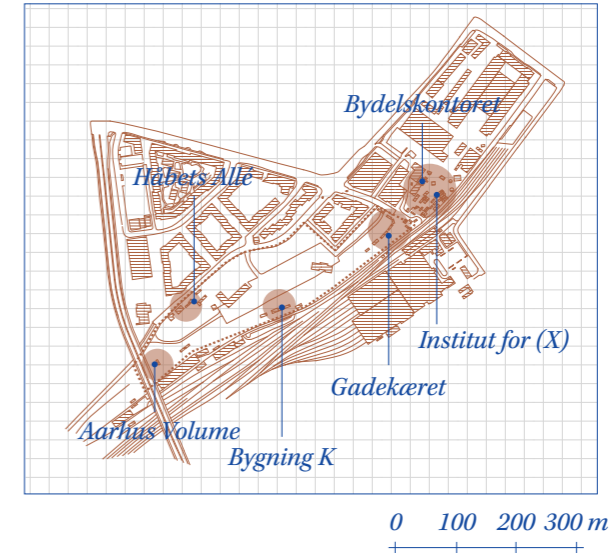 Bydelskontoret
Håbets Allé
Institut for (X)
Gadekæret
Aarhus Volume
Bygning K
0 100 200 300 m